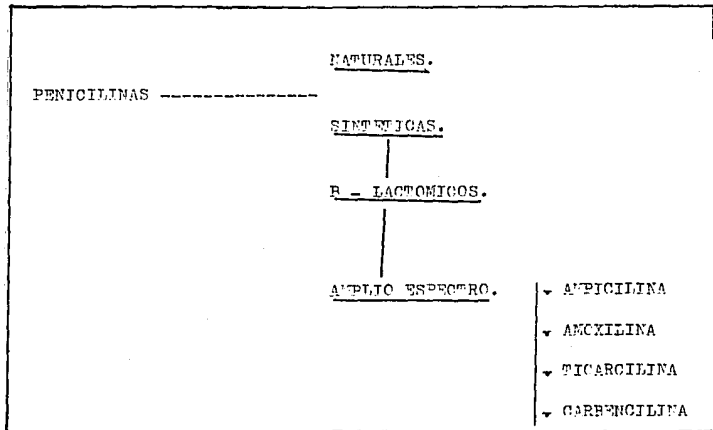 NATURALES.
PENICILINAS ---------------
SINTETICAS.
B - LACTOMICOS.
AMPLIO ESPECTRO.
AMPICILINA
AMOXILINA
TICARCILINA
CARBENCILINA